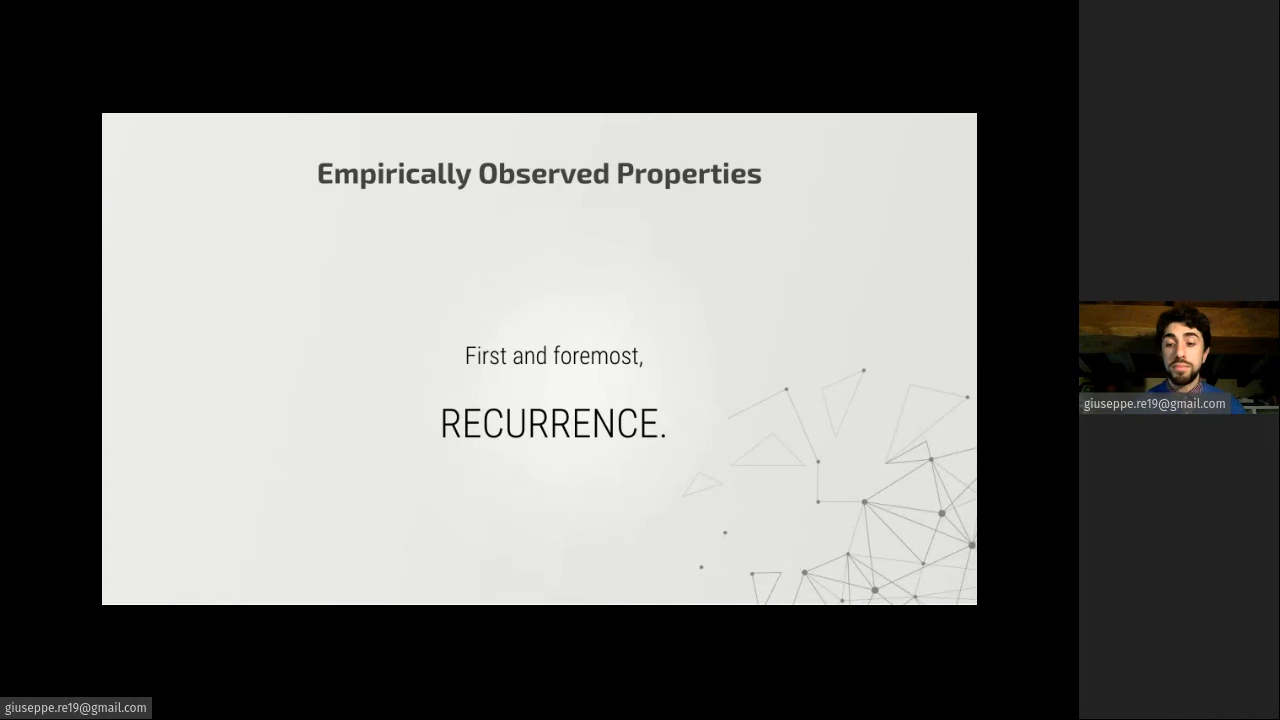 Empirically Observed Properties
First and foremost,
RECURRENCE.
giuseppe.re19@gmail.com
giuseppe.re19@gmail.com